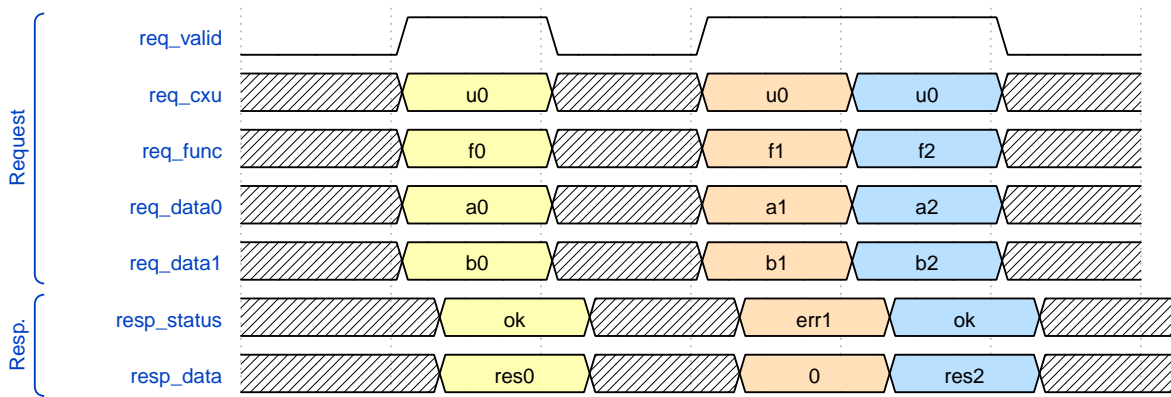 Request
req_valid
req_cxu u0 u0 u0
req_func f0 f1 f2
req_data0 a0 a1 a2
req_data1 b0 b1 b2
Resp.
resp_status ok err1 ok
resp_data res0 0 res2